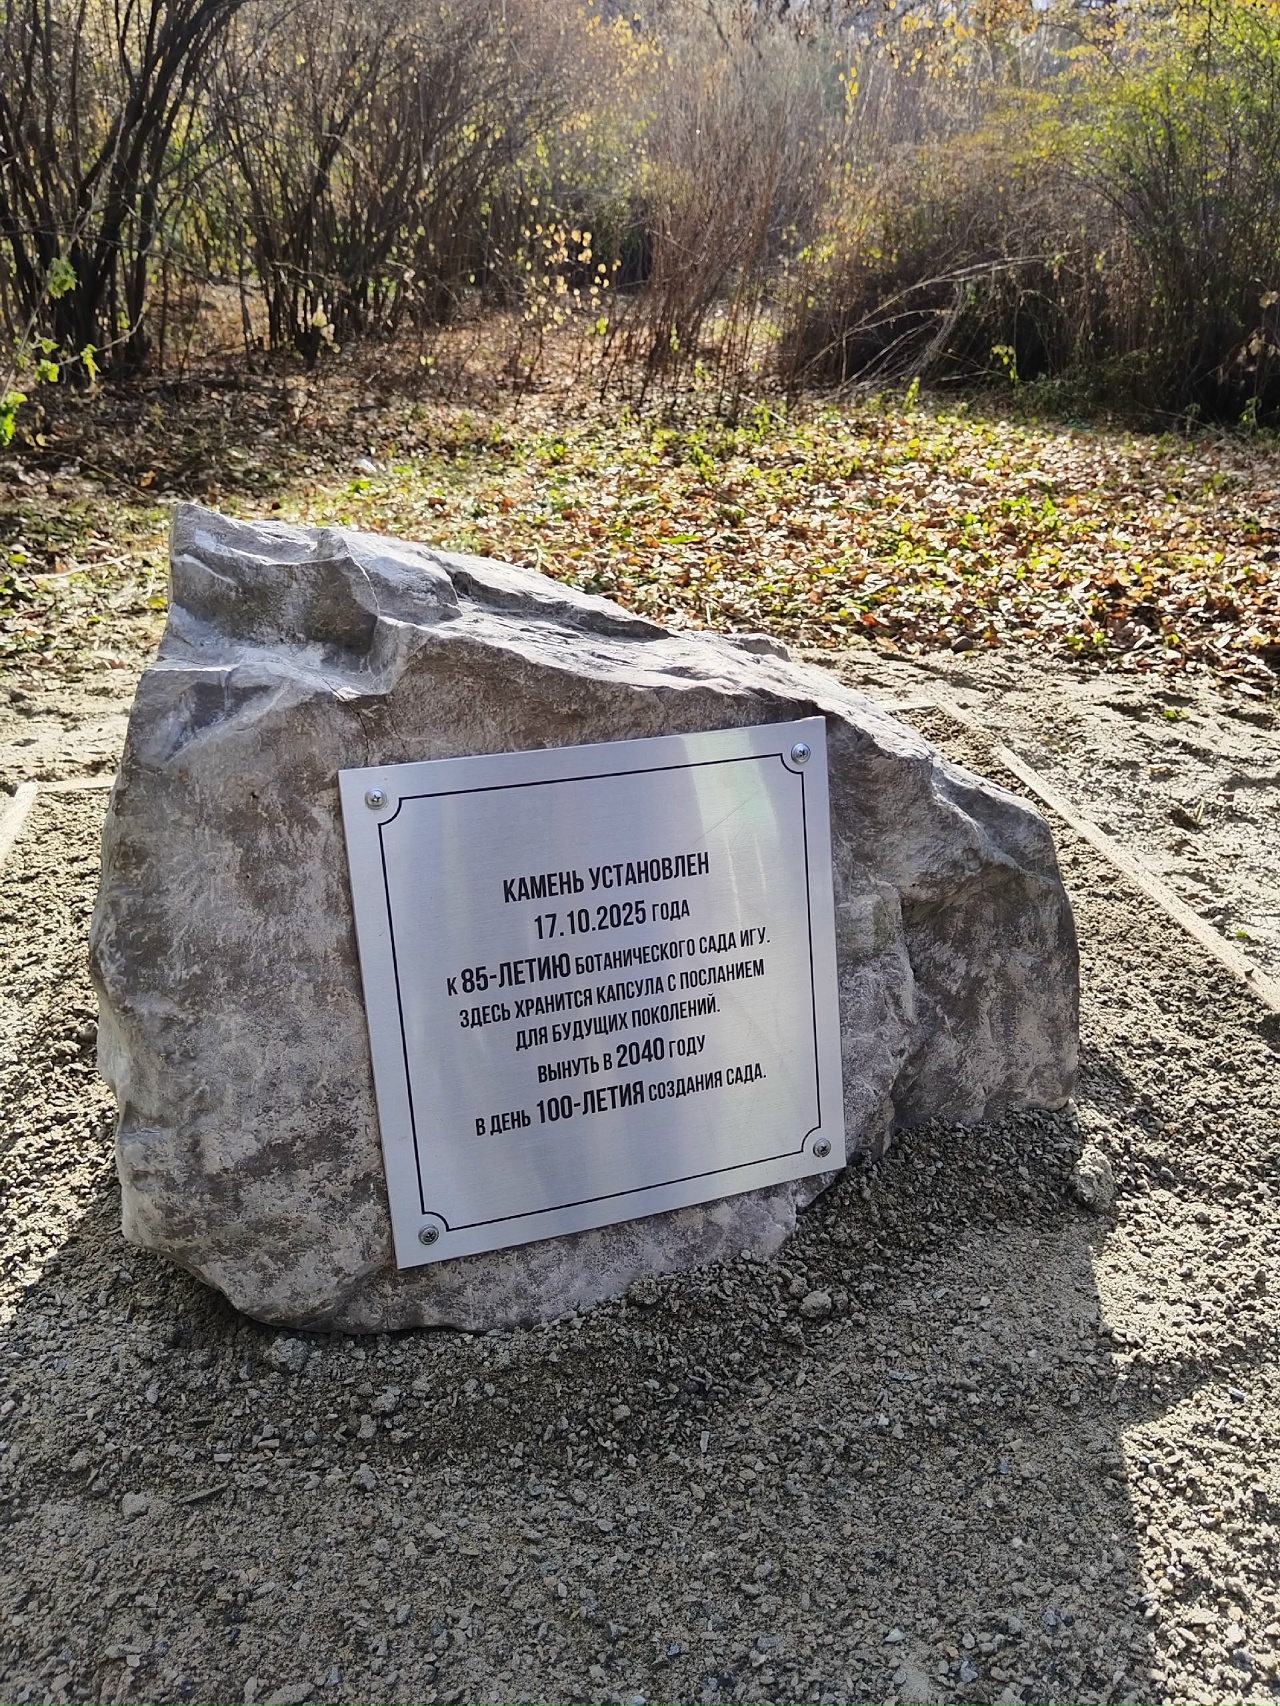 КАМЕНЬ УСТАНОВЛЕН
17.10.2025 ГОДА
К 85-ЛЕТИЮ БОТАНИЧЕСКОГО САДА ИГУ.
ЗДЕСЬ ХРАНИТСЯ КАПСУЛА С ПОСЛАНИЕМ
ДЛЯ БУДУЩИХ ПОКОЛЕНИЙ.
ВЫНУТЬ В 2040 ГОДУ
В ДЕНЬ 100-ЛЕТИЯ СОЗДАНИЯ САДА.